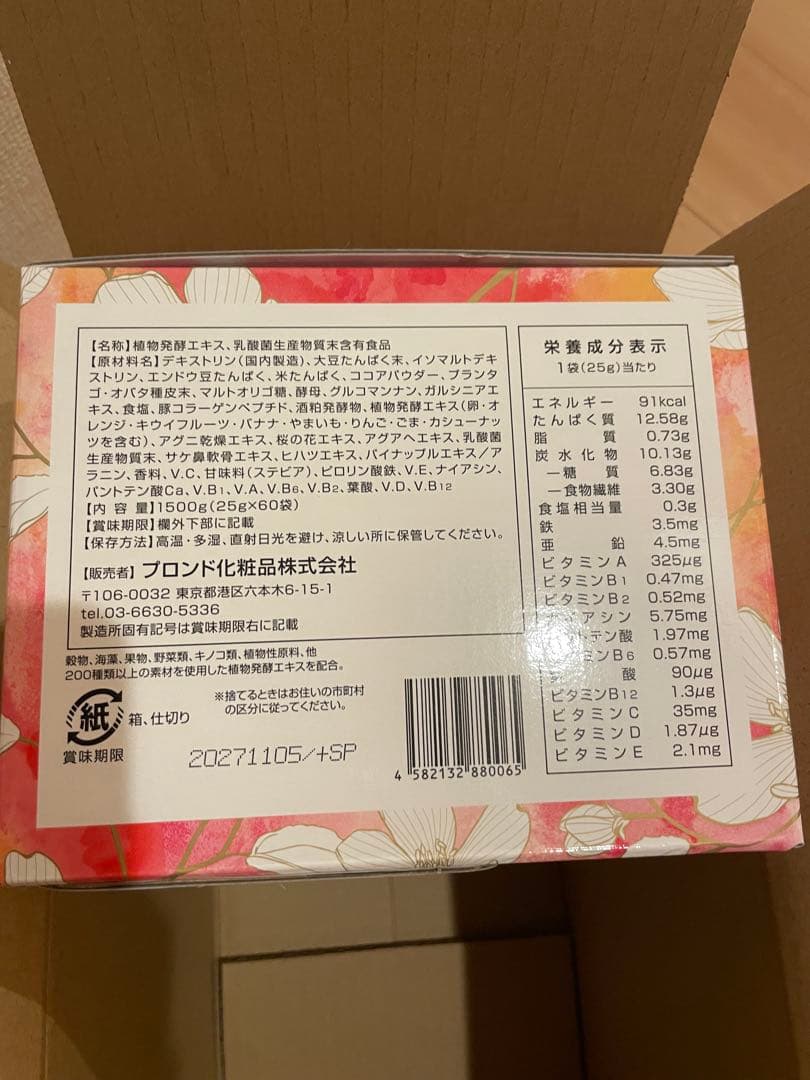 【名称】植物発酵エキス、乳酸菌生産物質末含有食品
【原材料名】デキストリン(国内製造)、大豆たんぱく末、イソマルトデキ
ストリン、エンドウ豆たんぱく、米たんぱく、ココアパウダー、プランタ
ゴ・オバタ種皮末、マルトオリゴ糖、酵母、グルコマンナン、ガルシニアエ
キス、食塩、豚コラーゲンペプチド、酒粕発酵物、植物発酵エキス(卵・オ
レンジ・キウイフルーツ・バナナ・やまいも・りんご・ごま・カシューナッ
ツを含む)、アグニ乾燥エキス、桜の花エキス、アグアヘエキス、乳酸菌
生産物質末、サケ鼻軟骨エキス、ヒハツエキス、パイナップルエキス/ア
ラニン、香料、V.C、甘味料(ステビア)、ピロリン酸鉄、V.E、ナイアシン、
パントテン酸Ca、V.B1、V.A、V.B6、V.B2、葉酸、V.D、V.B12
【内 容 量】1500g(25g×60袋)
【賞味期限】欄外下部に記載
【保存方法】高温・多湿、直射日光を避け、涼しい所に保管してください。
【販売者】ブロンド化粧品株式会社
〒106-0032 東京都港区六本木6-15-1
tel.03-6630-5336
製造所固有記号は賞味期限右に記載
穀物、海藻、果物、野菜類、キノコ類、植物性原料、他
200種類以上の素材を使用した植物発酵エキスを配合。
紙
箱、仕切り
※捨てるときはお住いの市町村
の区分に従ってください。
賞味期限
20271105/+SP
4 582132 880065
栄養成分表示
1袋(25g)当たり
エネルギー 91kcal
たんぱく質 12.58g
脂 質 0.73g
炭水化物 10.13g
―糖 質 6.83g
―食物繊維 3.30g
食塩相当量 0.3g
鉄 3.5mg
亜 鉛 4.5mg
ビタミンA 325μg
ビタミンB1 0.47mg
ビタミンB2 0.52mg
アシン 5.75mg
トテン酸 1.97mg
ミンB6 0.57mg
酸 90μg
ビタミンB12 1.3μg
ビタミンC 35mg
ビタミンD 1.87μg
ビタミンE 2.1mg